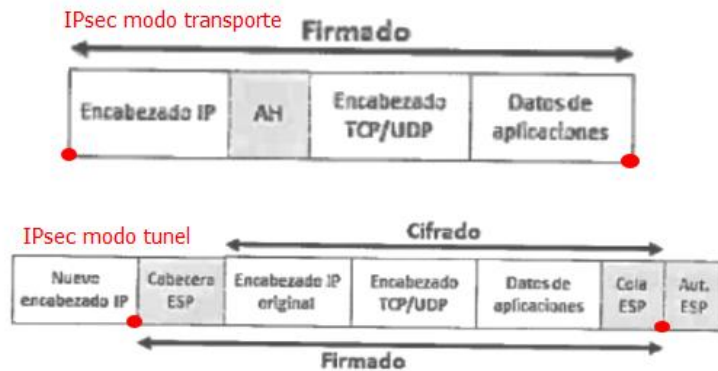 IPsec modo transporte
Firmado
Encabezado IP
AH
Encabezado
TCP/UDP
Datos de
aplicaciones
IPsec modo tunel
Cifrado
Nuevo
encabezado IP
Cabecera
ESP
Encabezado IP
original
Encabezado
TCP/UDP
Datos de
aplicaciones
Cola
ESP
Aut.
ESP
Firmado